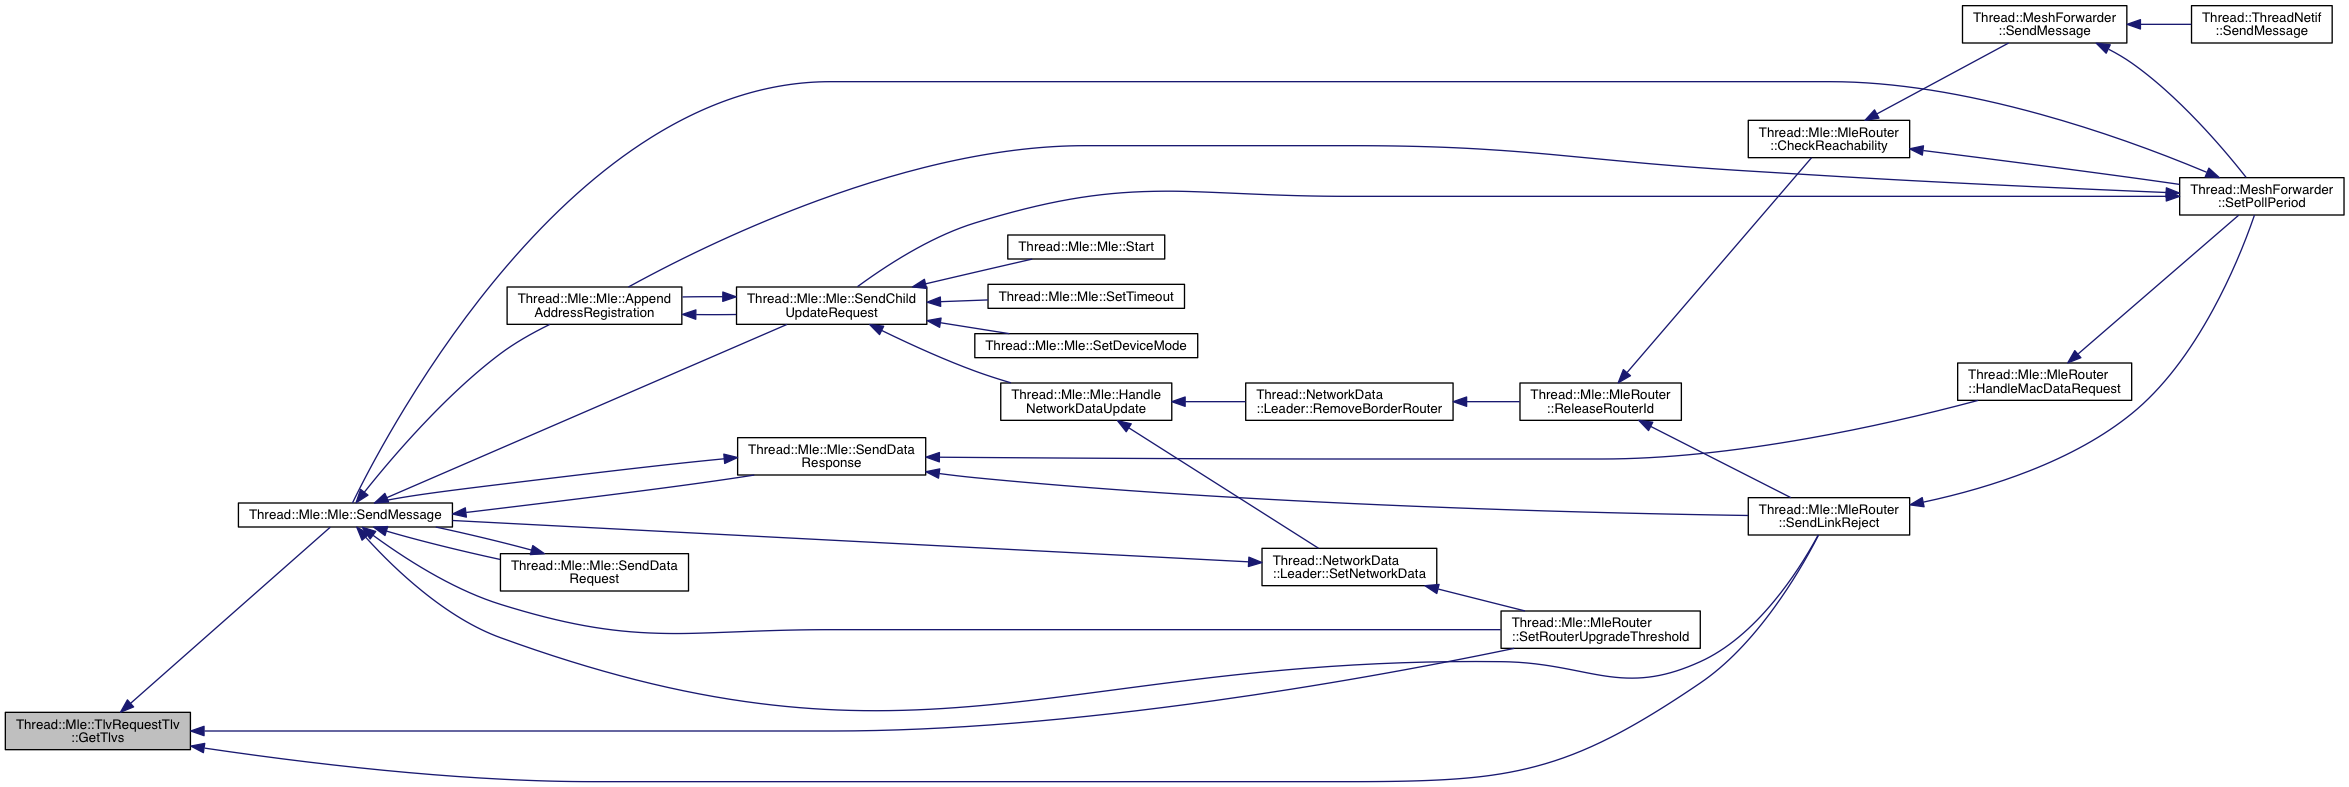 Thread::MeshForwarder
::SendMessage
Thread::ThreadNetif
::SendMessage
Thread::Mle::MleRouter
::CheckReachability
Thread::MeshForwarder
::SetPollPeriod
Thread::Mle::Mle::Start
Thread::Mle::Mle::Append
AddressRegistration
Thread::Mle::Mle::SendChild
UpdateRequest
Thread::Mle::Mle::SetTimeout
Thread::Mle::Mle::SetDeviceMode
Thread::Mle::Mle::Handle
NetworkDataUpdate
Thread::NetworkData
::Leader::RemoveBorderRouter
Thread::Mle::MleRouter
::ReleaseRouterId
Thread::Mle::MleRouter
::HandleMacDataRequest
Thread::Mle::Mle::SendData
Response
Thread::Mle::Mle::SendMessage
Thread::Mle::MleRouter
::SendLinkReject
Thread::Mle::Mle::SendData
Request
Thread::NetworkData
::Leader::SetNetworkData
Thread::Mle::MleRouter
::SetRouterUpgradeThreshold
Thread::Mle::TlvRequestTlv
::GetTlvs